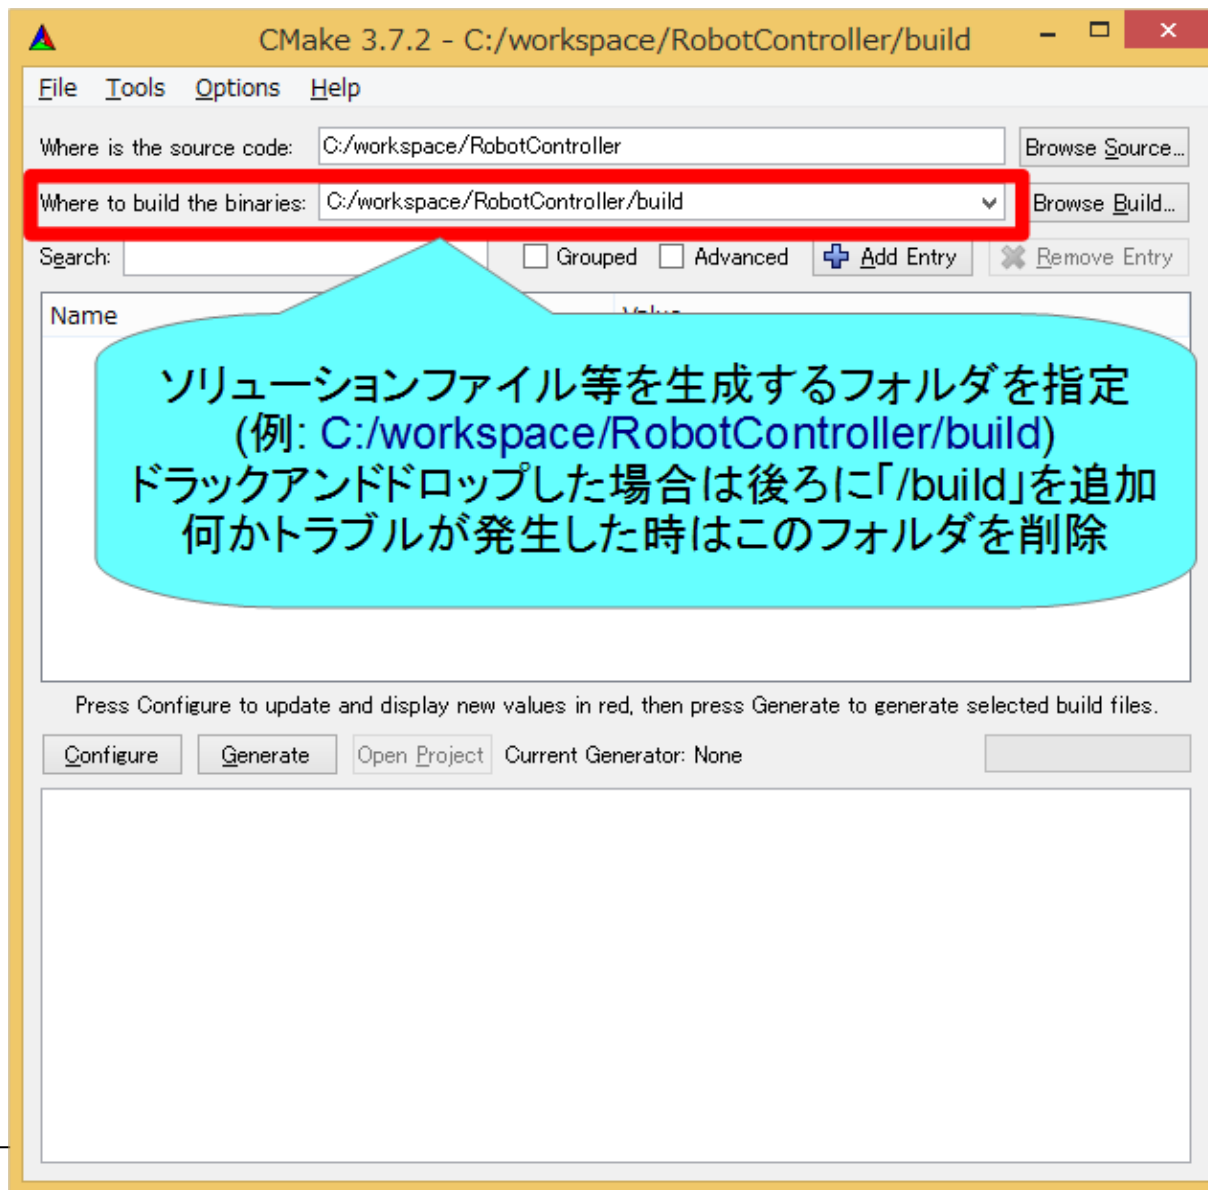 CMake 3.7.2 - C:/workspace/RobotController/build
File Tools Options Help
Where is the source code: C:/workspace/RobotController Browse Source...
Where to build the binaries: C:/workspace/RobotController/build Browse Build...
Search: Grouped Advanced Add Entry Remove Entry
Name
ソリューションファイル等を生成するフォルダを指定
(例: C:/workspace/RobotController/build)
ドラックアンドドロップした場合は後ろに「/build」を追加
何かトラブルが発生した時はこのフォルダを削除
Press Configure to update and display new values in red, then press Generate to generate selected build files.
Configure Generate Open Project Current Generator: None